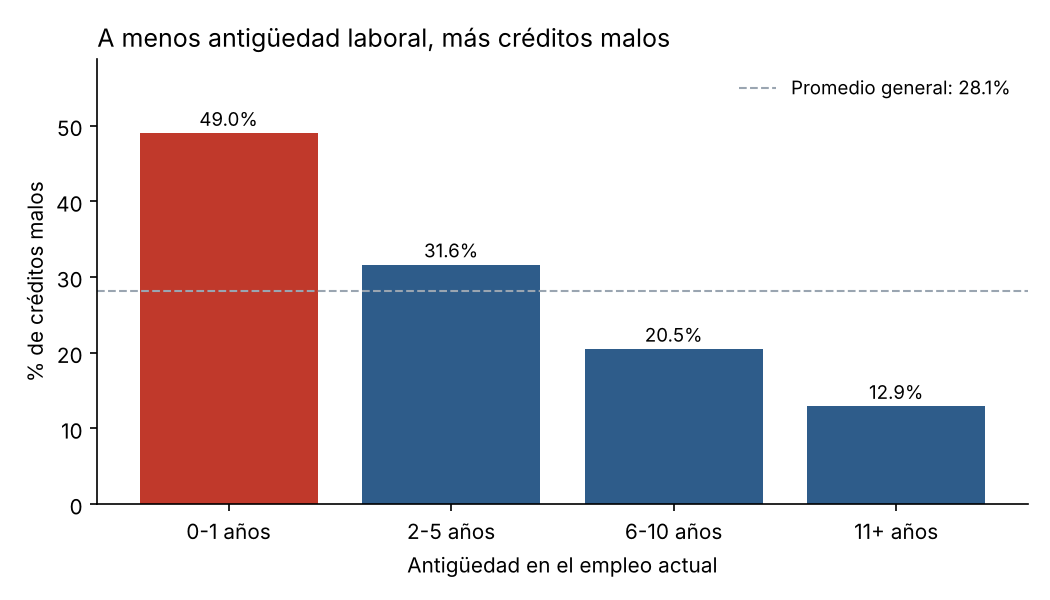 A menos antigüedad laboral, más créditos malos
Promedio general: 28.1%
% de créditos malos
50
40
30
20
10
0
49.0%
31.6%
20.5%
12.9%
0-1 años
2-5 años
6-10 años
11+ años
Antigüedad en el empleo actual